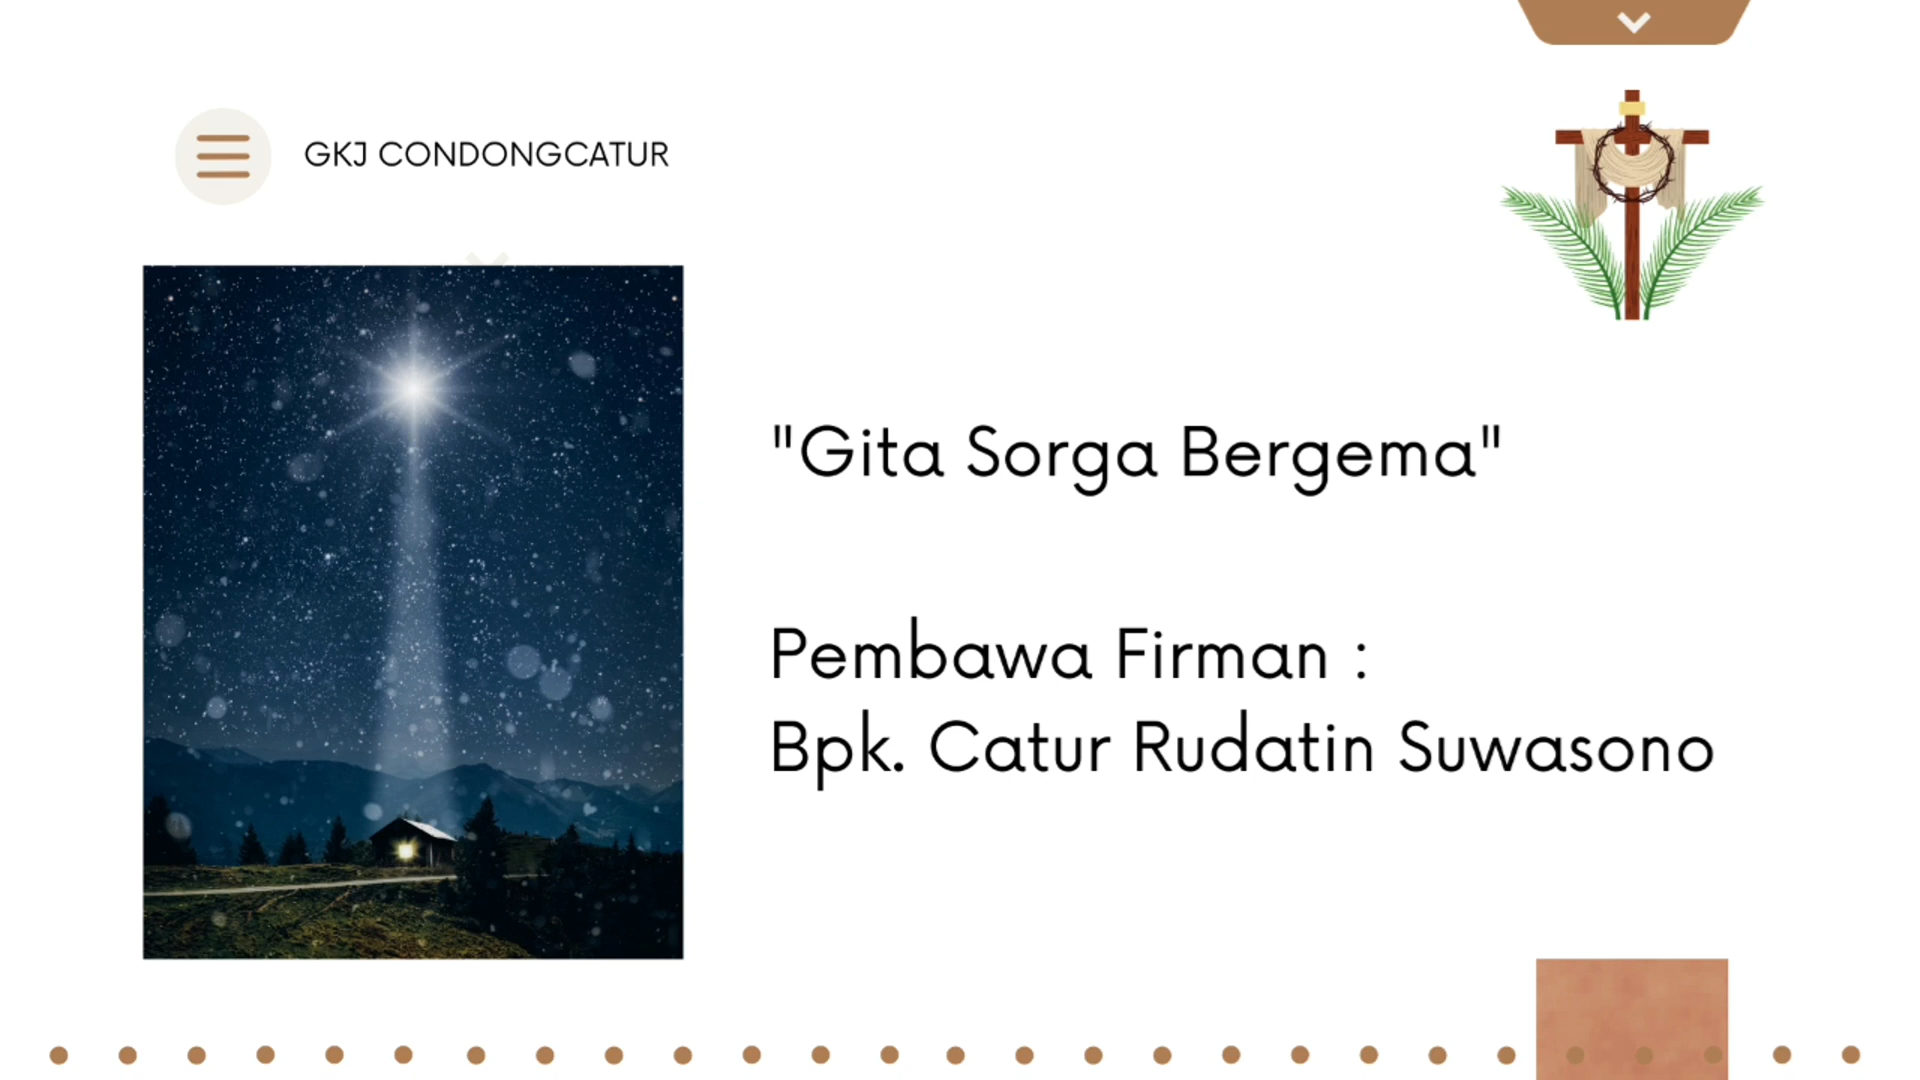 GKJ CONDONGCATUR
"Gita Sorga Bergema"
Pembawa Firman :
Bpk. Catur Rudatin Suwasono